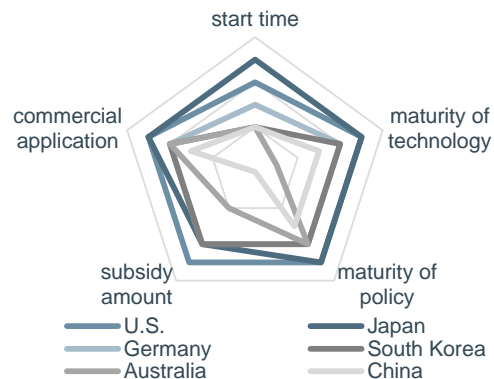 start time
commercial
application
maturity of
technology
subsidy
amount
maturity of
policy
U.S.
Japan
Germany
South Korea
Australia
China